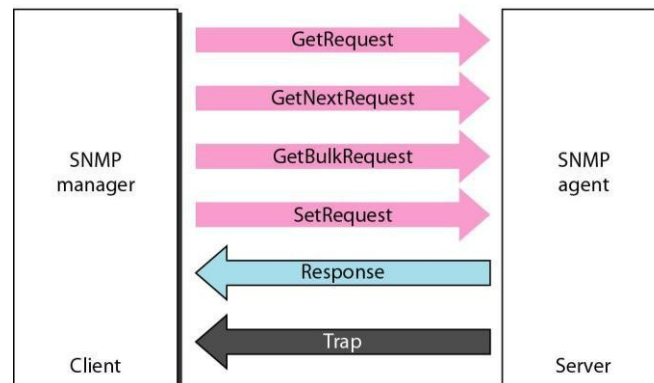 GetRequest
GetNextRequest
GetBulkRequest
SNMP
manager
SNMP
agent
SetRequest
Response
Trap
Client
Server